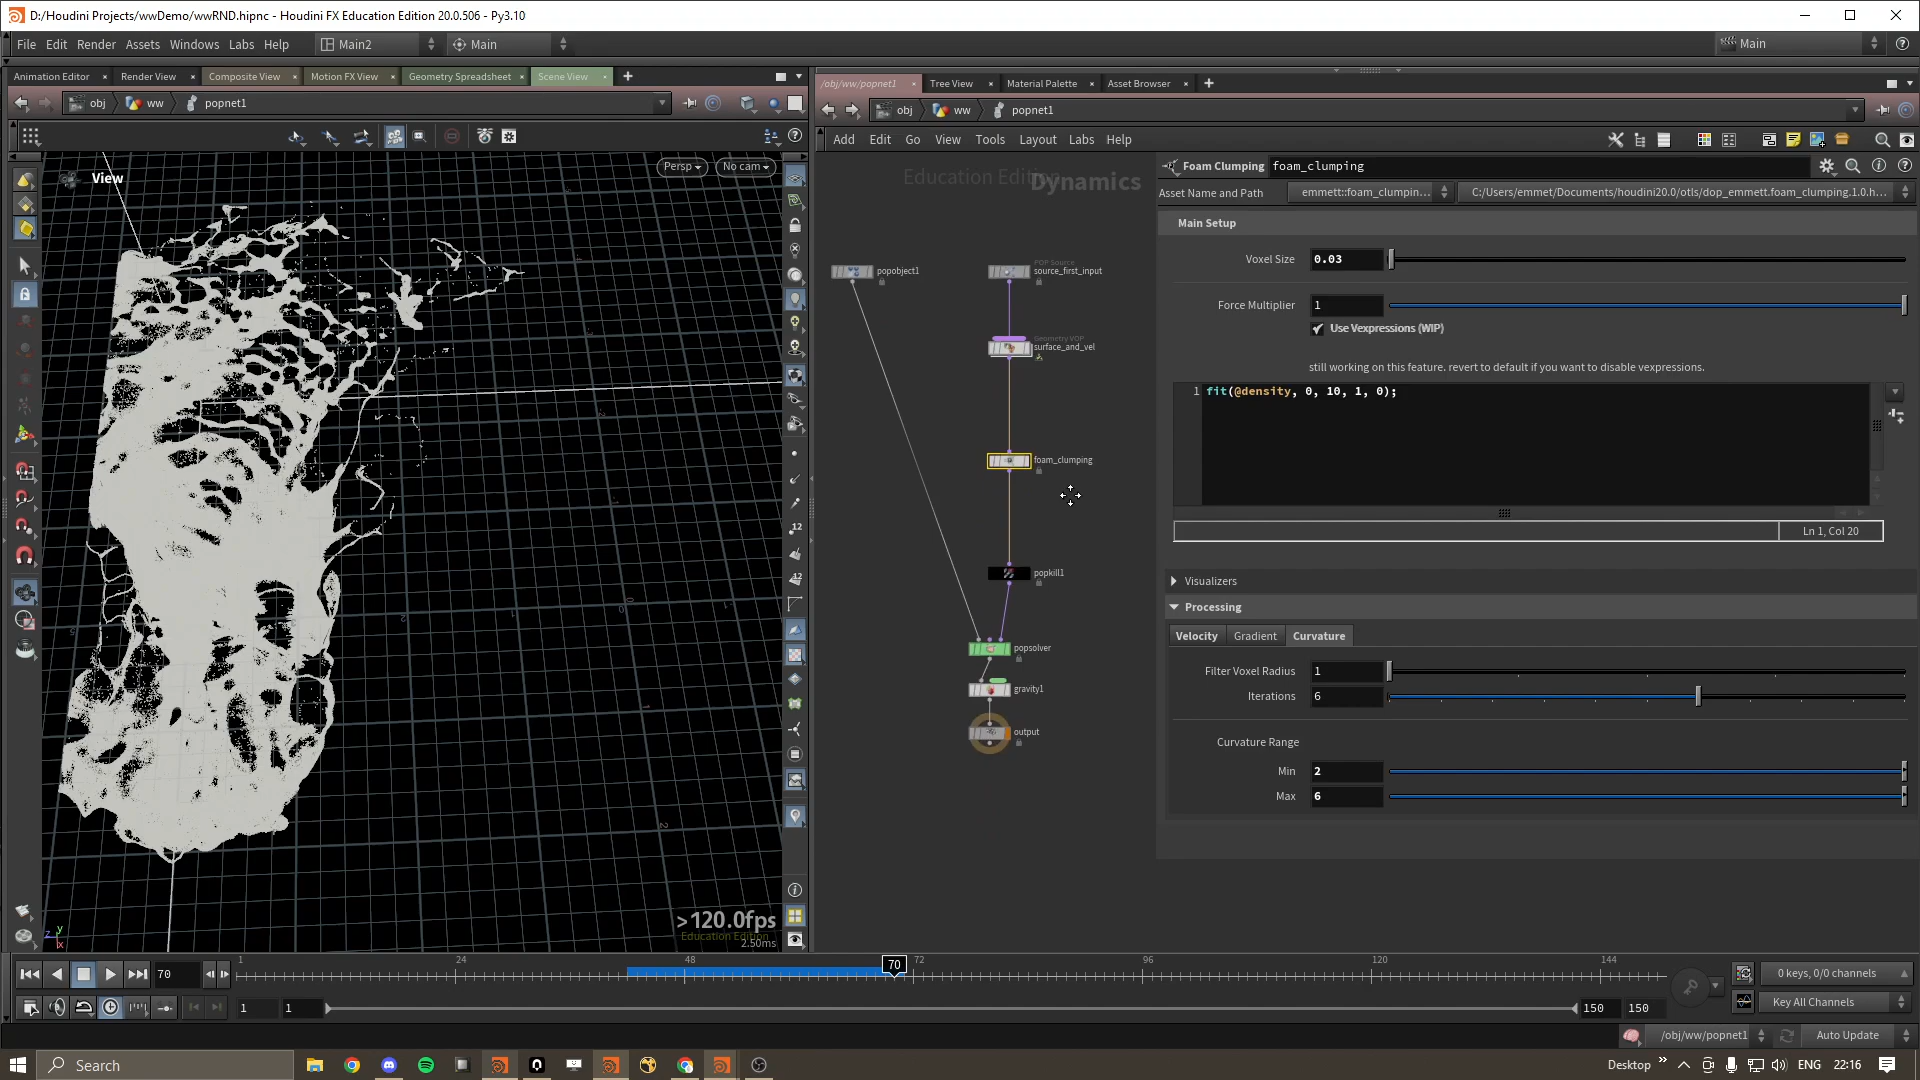 D:/Houdini Projects/wwDemo/wwRND.hipnc - Houdini FX Education Edition 20.0.506 - Py3.10
File Edit Render Assets Windows Labs Help Main2 Main Main
Animation Editor Render View Composite View Motion FX View Geometry Spreadsheet Scene View
obj ww popnet1
View
Persp No cam
>120.0fps
Education Edition
2.50ms
/obj/ww/popnet1 Tree View Material Palette Asset Browser
obj ww popnet1
Add Edit Go View Tools Layout Labs Help
Education Edition
Dynamics
popobject1
POP Source
source_first_input
Geometry VOP
surface_and_vel
foam_clumping
popkill1
popsolver
gravity1
output
Foam Clumping foam_clumping
Asset Name and Path emmett::foam_clumpin... C:/Users/emmet/Documents/houdini20.0/otls/dop_emmett.foam_clumping.1.0.h...
Main Setup
Voxel Size 0.03
Force Multiplier 1
Use Vexpressions (WIP)
still working on this feature. revert to default if you want to disable vexpressions.
1 fit(@density, 0, 10, 1, 0);
Ln 1, Col 20
Visualizers
Processing
Velocity Gradient Curvature
Filter Voxel Radius 1
Iterations 6
Curvature Range
Min 2
Max 6
70 1 24 48 70 72 96 120 144
0 keys, 0/0 channels
1 1 150 150
Key All Channels
/obj/ww/popnet1 Auto Update
Search Desktop ENG 22:16